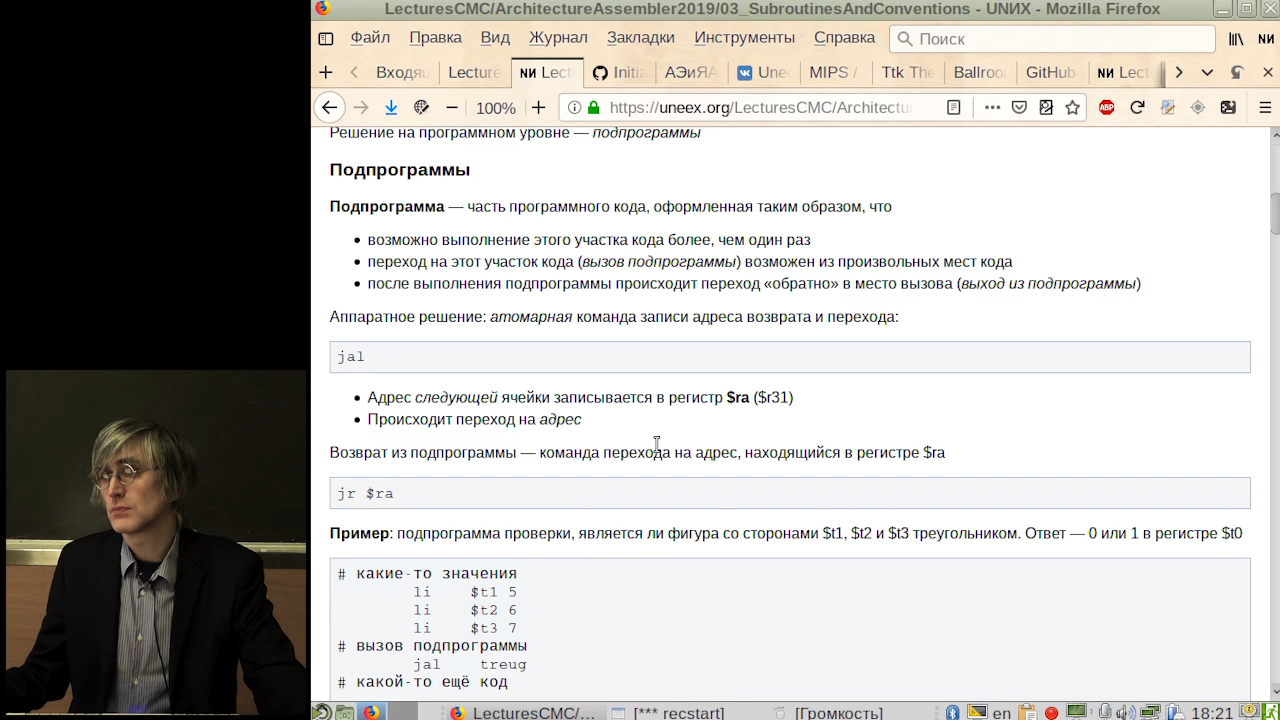 LecturesCMC/ArchitectureAssembler2019/03_SubroutinesAndConventions - UNИX - Mozilla Firefox
Файл Правка Вид Журнал Закладки Инструменты Справка Поиск
Входящ Lecture Lect Initia АЭиЯА Une MIPS / Ttk The Ballroo GitHub Lect
100% https://uneex.org/LecturesCMC/Architectu
Решение на программном уровне — подпрограммы
Подпрограммы
Подпрограмма — часть программного кода, оформленная таким образом, что
• возможно выполнение этого участка кода более, чем один раз
• переход на этот участок кода (вызов подпрограммы) возможен из произвольных мест кода
• после выполнения подпрограммы происходит переход «обратно» в место вызова (выход из подпрограммы)
Аппаратное решение: атомарная команда записи адреса возврата и перехода:
jal
• Адрес следующей ячейки записывается в регистр $ra ($r31)
• Происходит переход на адрес
Возврат из подпрограммы — команда перехода на адрес, находящийся в регистре $ra
jr $ra
Пример: подпрограмма проверки, является ли фигура со сторонами $t1, $t2 и $t3 треугольником. Ответ — 0 или 1 в регистре $t0
# какие-то значения
li $t1 5
li $t2 6
li $t3 7
# вызов подпрограммы
jal treug
# какой-то ещё код
LecturesCMC/... [*** recstart] [Громкость] en 18:21